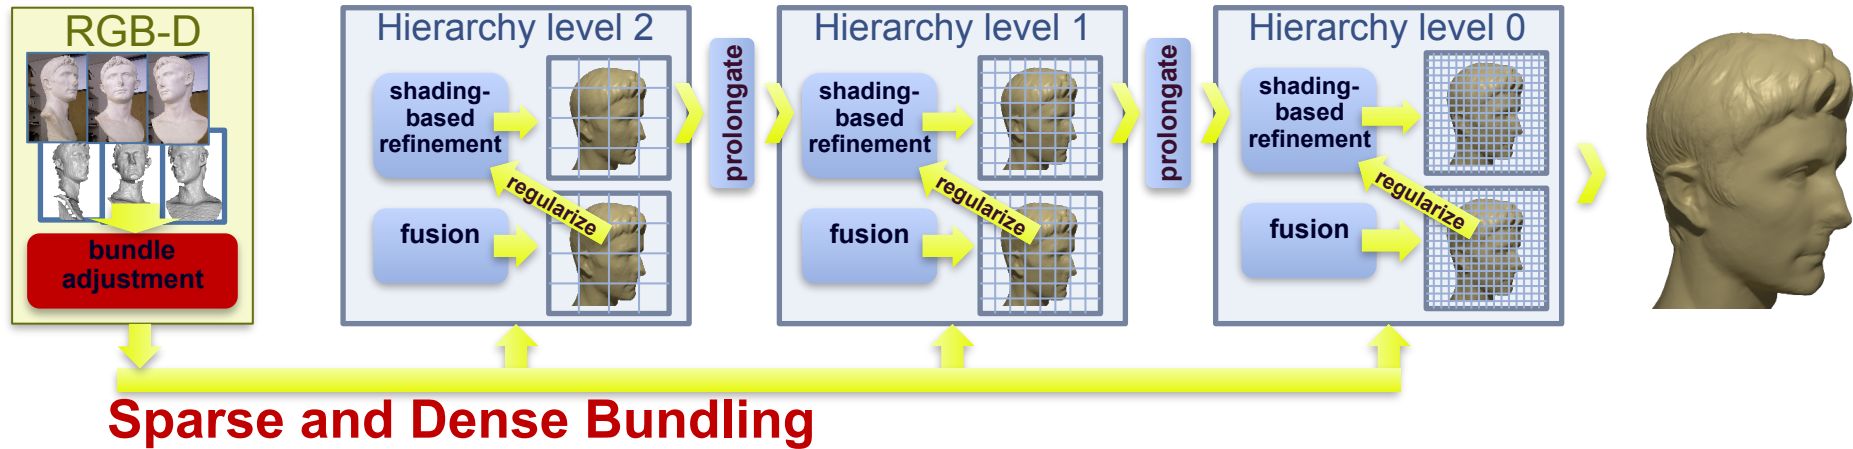 RGB-D
bundle
adjustment
Hierarchy level 2
shading-
based
refinement
regularize
fusion
prolongate
Hierarchy level 1
shading-
based
refinement
regularize
fusion
prolongate
Hierarchy level 0
shading-
based
refinement
regularize
fusion
Sparse and Dense Bundling